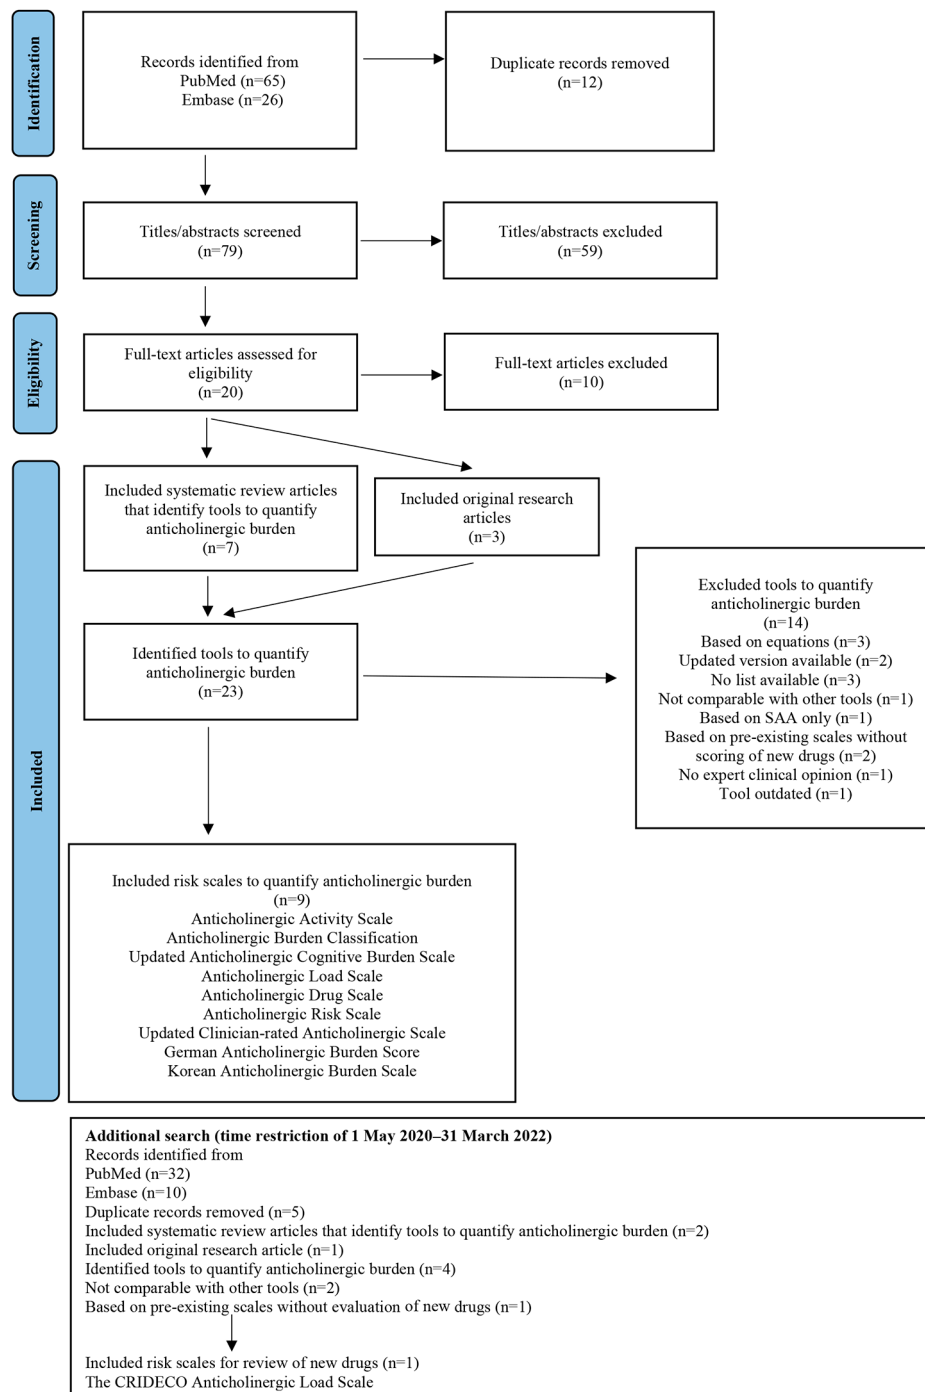 Identification
Records identified from
PubMed (n=65)
Embase (n=26)
Duplicate records removed
(n=12)
Screening
Titles/abstracts screened
(n=79)
Titles/abstracts excluded
(n=59)
Eligibility
Full-text articles assessed for
eligibility
(n=20)
Full-text articles excluded
(n=10)
Included
Included systematic review articles
that identify tools to quantify
anticholinergic burden
(n=7)
Included original research
articles
(n=3)
Identified tools to quantify
anticholinergic burden
(n=23)
Excluded tools to quantify
anticholinergic burden
(n=14)
Based on equations (n=3)
Updated version available (n=2)
No list available (n=3)
Not comparable with other tools (n=1)
Based on SAA only (n=1)
Based on pre-existing scales without
scoring of new drugs (n=2)
No expert clinical opinion (n=1)
Tool outdated (n=1)
Included risk scales to quantify anticholinergic burden
(n=9)
Anticholinergic Activity Scale
Anticholinergic Burden Classification
Updated Anticholinergic Cognitive Burden Scale
Anticholinergic Load Scale
Anticholinergic Drug Scale
Anticholinergic Risk Scale
Updated Clinician-rated Anticholinergic Scale
German Anticholinergic Burden Score
Korean Anticholinergic Burden Scale
Additional search (time restriction of 1 May 2020–31 March 2022)
Records identified from
PubMed (n=32)
Embase (n=10)
Duplicate records removed (n=5)
Included systematic review articles that identify tools to quantify anticholinergic burden (n=2)
Included original research article (n=1)
Identified tools to quantify anticholinergic burden (n=4)
Not comparable with other tools (n=2)
Based on pre-existing scales without evaluation of new drugs (n=1)
Included risk scales for review of new drugs (n=1)
The CRIDECO Anticholinergic Load Scale